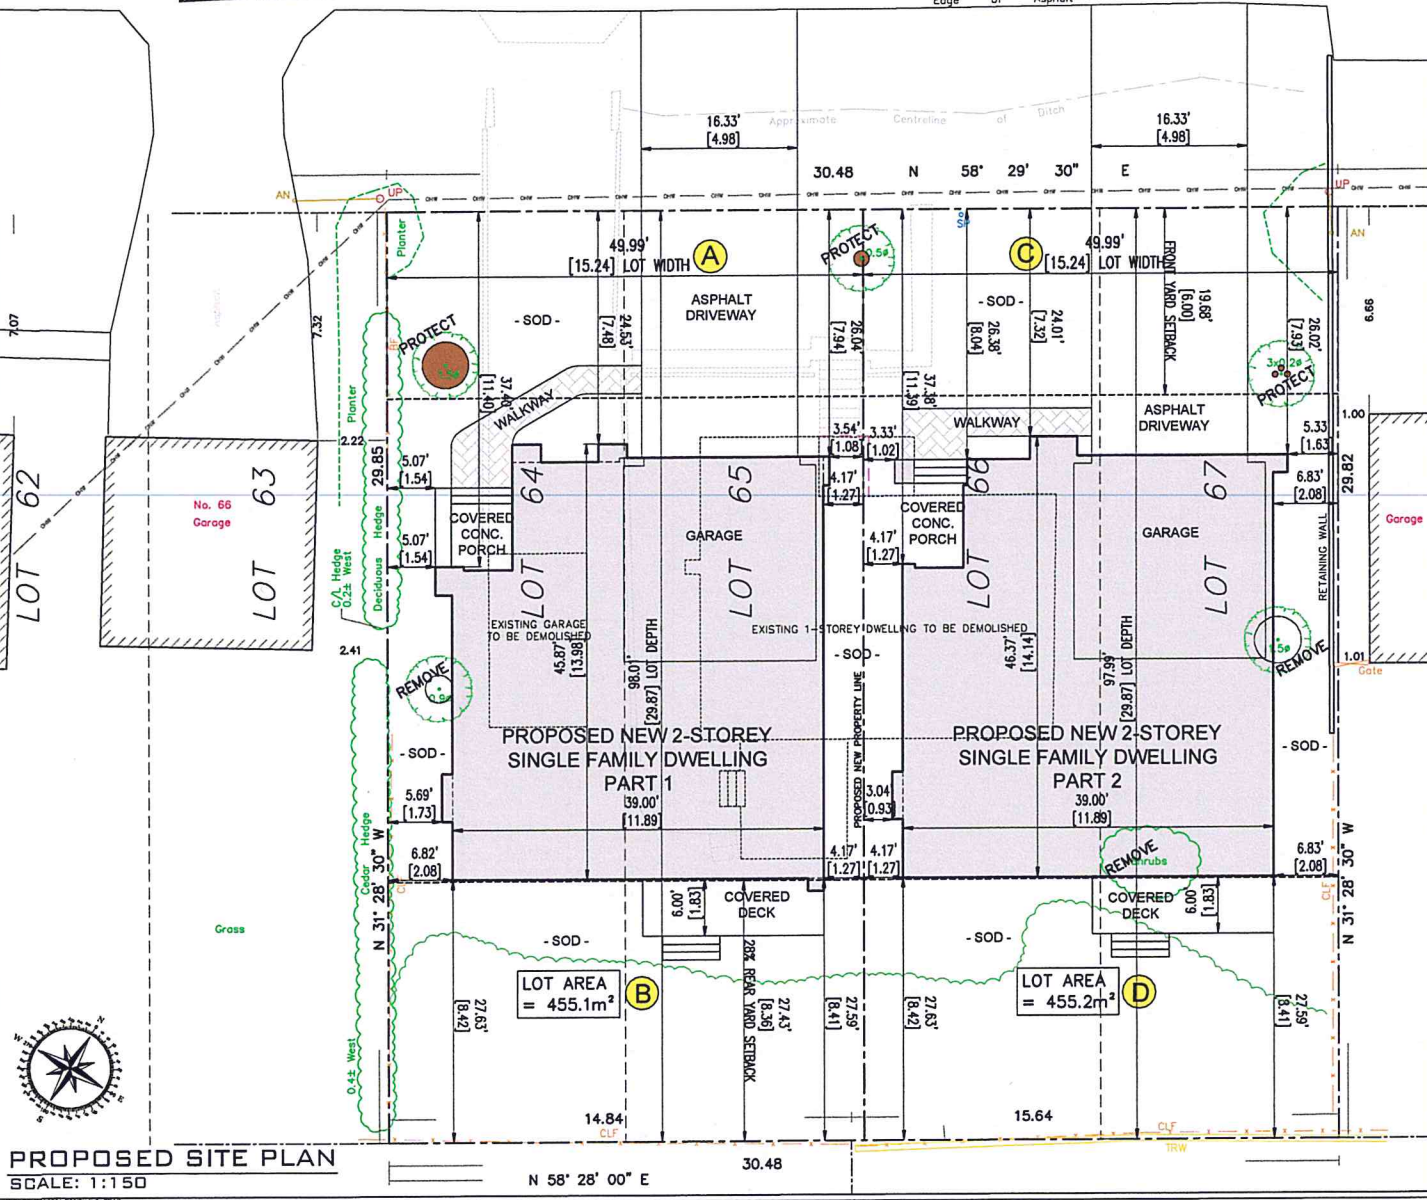 Edge of Asphalt
16.33'
[4.98]
Approximate Centreline of Ditch
16.33'
[4.98]
30.48 N 58° 29' 30" E
AN
UP
UP
AN
SP
Planter
49.99'
[15.24] LOT WIDTH
A
PROTECT
0.5ø
C
49.99'
[15.24] LOT WIDTH
FRONT YARD SETBACK
19.68'
[6.00]
7.07
7.32
6.66
ASPHALT
DRIVEWAY
- SOD -
- SOD -
24.53'
[7.48]
26.04'
[7.94]
26.38'
[8.04]
24.01'
[7.32]
26.02'
[7.93]
PROTECT
3x0.2ø
PROTECT
37.40'
[11.40]
37.38'
[11.39]
WALKWAY
WALKWAY
ASPHALT
DRIVEWAY
Planter
2.22
29.85
5.07'
[1.54]
3.54'
[1.08]
3.33'
[1.02]
4.17'
[1.27]
5.33
[1.63]
1.00
6.83'
[2.08]
29.82
LOT 62
No. 66
Garage
LOT 63
LOT 64
LOT 65
LOT 66
LOT 67
Garage
COVERED
CONC.
PORCH
GARAGE
COVERED
CONC.
PORCH
GARAGE
5.07'
[1.54]
4.17'
[1.27]
Deciduous Hedge
C/L Hedge
0.2± West
RETAINING WALL
EXISTING GARAGE
TO BE DEMOLISHED
EXISTING 1-STOREY DWELLING TO BE DEMOLISHED
2.41
45.87'
[13.98]
98.01'
[29.87] LOT DEPTH
- SOD -
46.37'
[14.14]
97.99'
[29.87] LOT DEPTH
1.5ø
REMOVE
1.01
Gate
REMOVE
0.9ø
PROPOSED NEW PROPERTY LINE
PROPOSED NEW 2-STOREY
SINGLE FAMILY DWELLING
PART 1
PROPOSED NEW 2-STOREY
SINGLE FAMILY DWELLING
PART 2
- SOD -
- SOD -
5.69'
[1.73]
39.00'
[11.89]
3.04
[0.93]
39.00'
[11.89]
Cedar Hedge
N 31° 28' 30" W
6.82'
[2.08]
4.17'
[1.27]
4.17'
[1.27]
REMOVE
6.83'
[2.08]
N 31° 28' 30" W
CLF
6.00'
[1.83]
COVERED
DECK
COVERED
DECK
6.00
[1.83]
Grass
- SOD -
- SOD -
LOT AREA
= 455.1m²
B
LOT AREA
= 455.2m²
D
27.63'
[8.42]
28% REAR YARD SETBACK
27.43'
[8.36]
27.59'
[8.41]
27.63'
[8.42]
27.59'
[8.41]
0.4± West
N
W
E
S
14.84
CLF
15.64
CLF
TRW
PROPOSED SITE PLAN
SCALE: 1:150
30.48
N 58° 28' 00" E